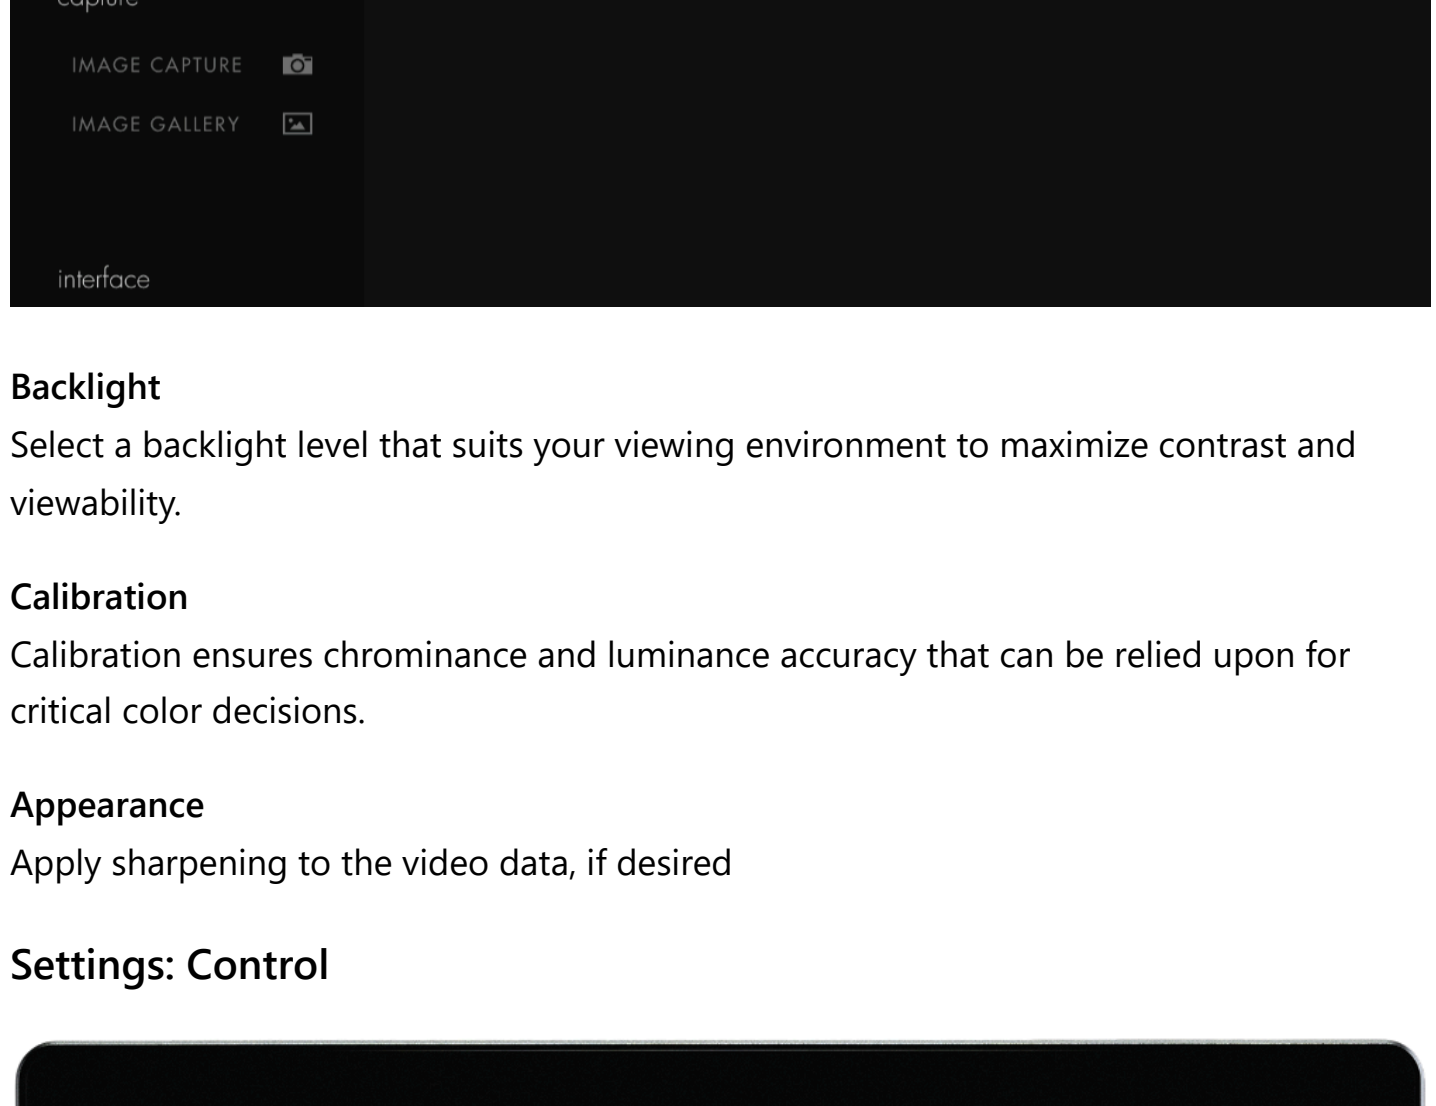 capture
IMAGE CAPTURE
IMAGE GALLERY
interface
Backlight
Select a backlight level that suits your viewing environment to maximize contrast and
viewability.
Calibration
Calibration ensures chrominance and luminance accuracy that can be relied upon for
critical color decisions.
Appearance
Apply sharpening to the video data, if desired
Settings: Control